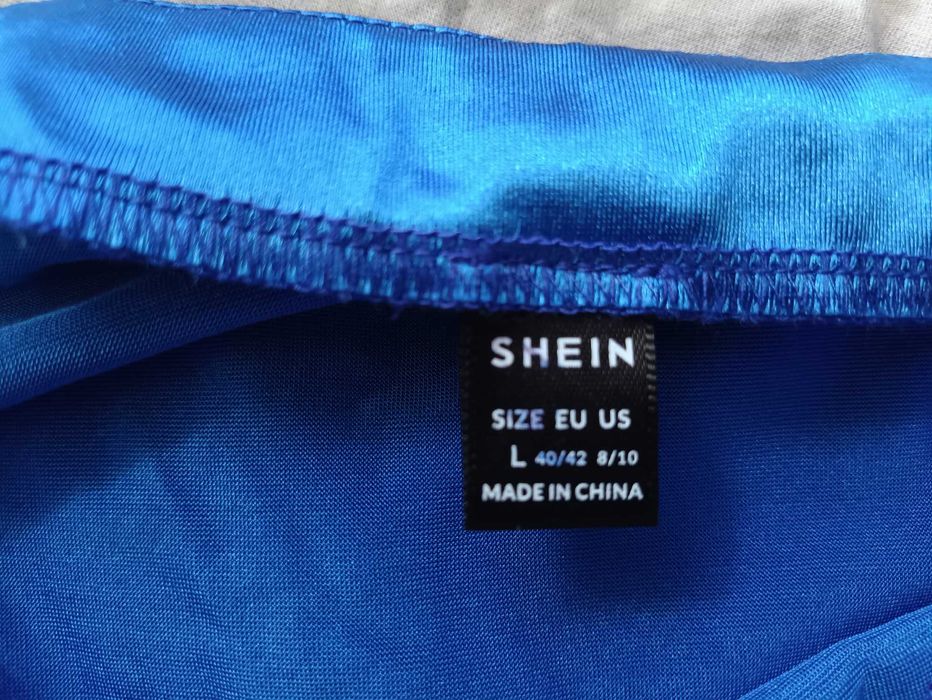 SHEIN
SIZE EU US
L 40/42 8/10
MADE IN CHINA